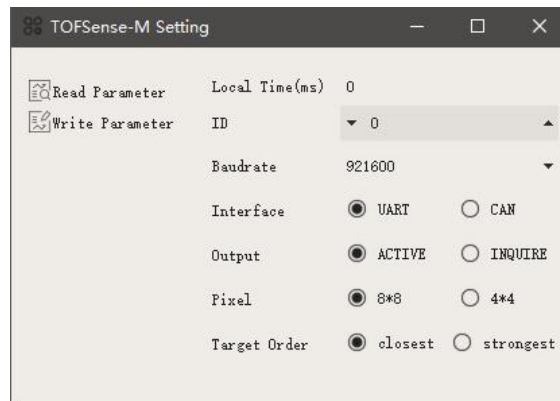 TOFSense-M Setting
Read Parameter
Write Parameter
Local Time(ms) 0
ID 0
Baudrate 921600
Interface UART CAN
Output ACTIVE INQUIRE
Pixel 8*8 4*4
Target Order closest strongest